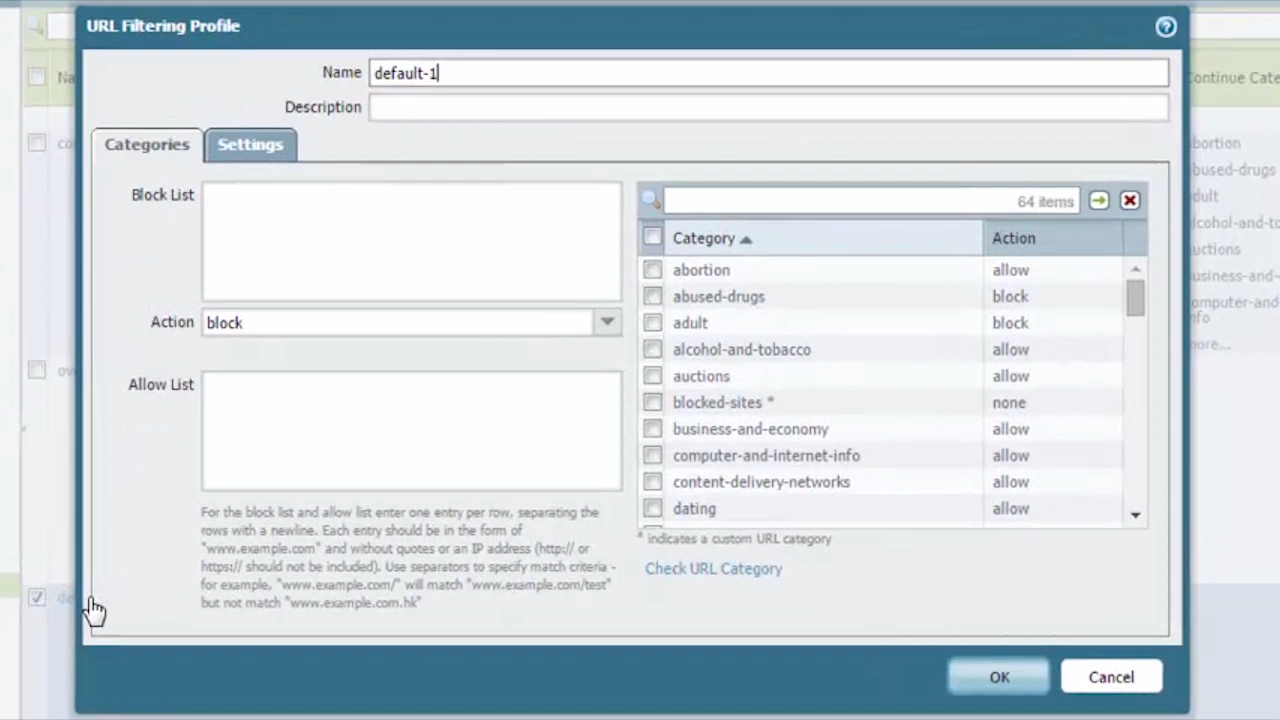 URL Filtering Profile
Name default-1
Description
Categories Settings
Block List
Action block
Allow List
For the block list and allow list enter one entry per row, separating the
rows with a newline. Each entry should be in the form of
"www.example.com" and without quotes or an IP address (http:// or
https:// should not be included). Use separators to specify match criteria -
for example, "www.example.com/" will match "www.example.com/test"
but not match "www.example.com.hk"
64 items
Category Action
abortion allow
abused-drugs block
adult block
alcohol-and-tobacco allow
auctions allow
blocked-sites * none
business-and-economy allow
computer-and-internet-info allow
content-delivery-networks allow
dating allow
* indicates a custom URL category
Check URL Category
OK Cancel
Na
co
ov
de
Continue Cate
bortion
bused-drugs
dult
lcohol-and-to
uctions
usiness-and-
omputer-and-
nfo
ore...